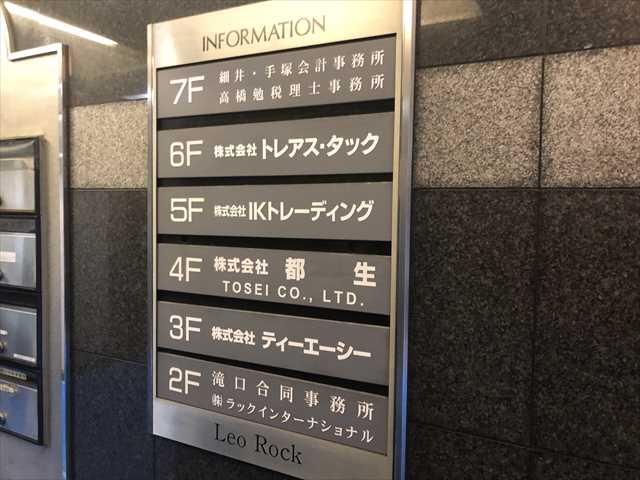 INFORMATION
7F 細井・手塚会計事務所
高橋勉税理士事務所
6F 株式会社 トレアス・タック
5F 株式会社 IKトレーディング
4F 株式会社 都 生
TOSEI CO., LTD.
3F 株式会社 ティーエーシー
2F 滝口合同事務所
㈱ラックインターナショナル
Leo Rock